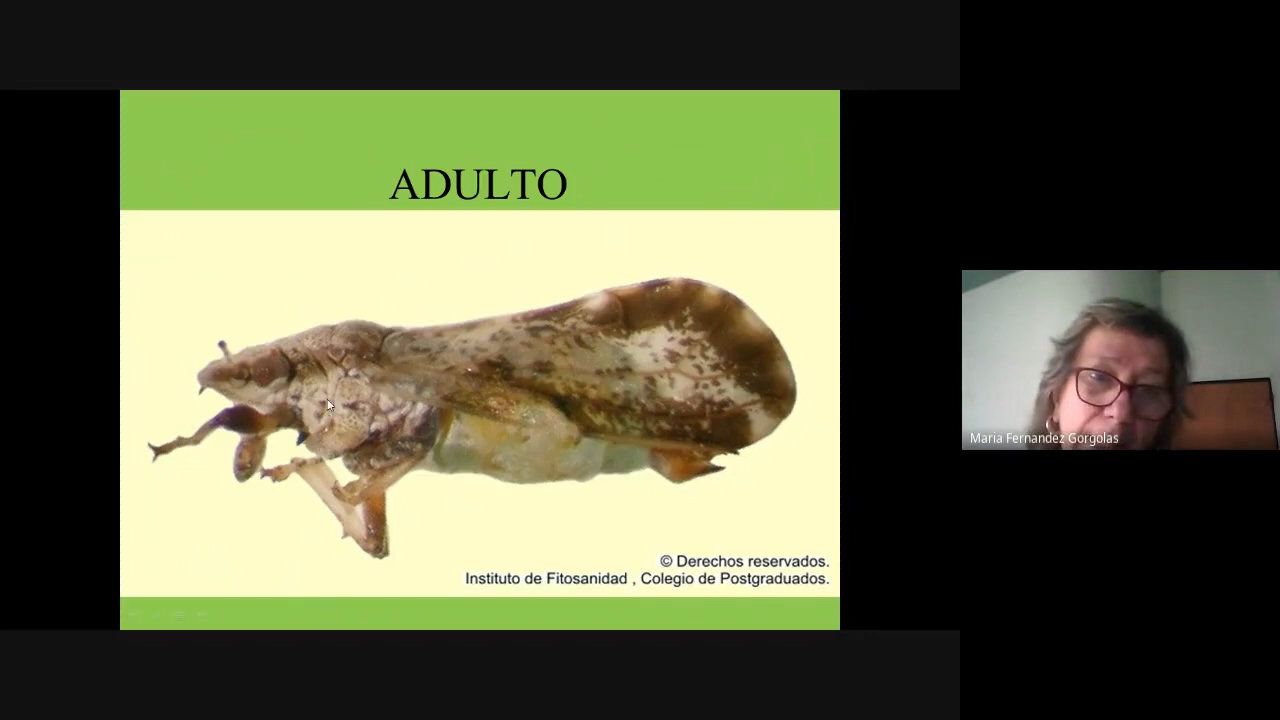 ADULTO
© Derechos reservados.
Instituto de Fitosanidad , Colegio de Postgraduados.
Maria Fernandez Gorgolas